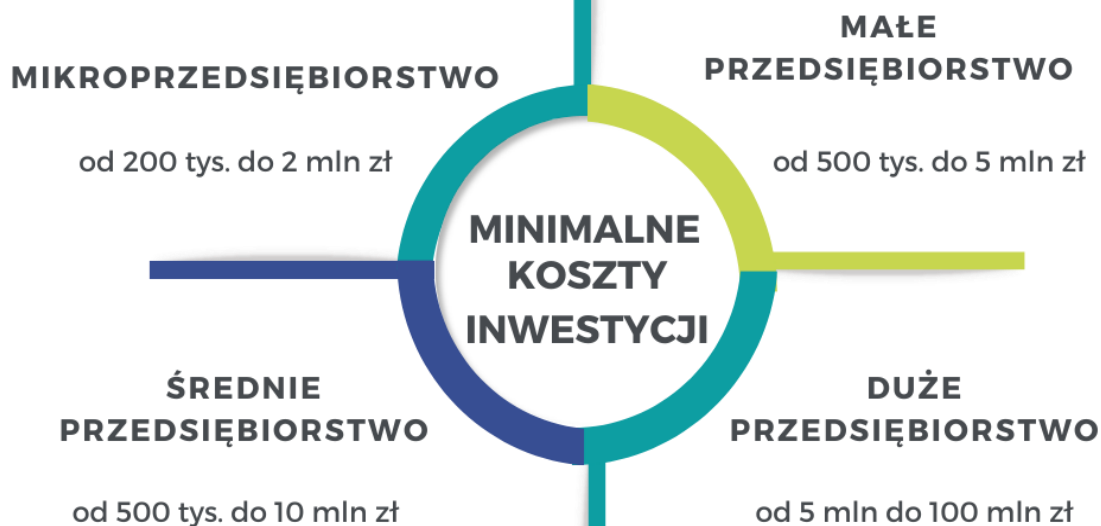 MIKROPRZEDSIĘBIORSTWO
od 200 tys. do 2 mln zł
MAŁE
PRZEDSIĘBIORSTWO
od 500 tys. do 5 mln zł
MINIMALNE
KOSZTY
INWESTYCJI
ŚREDNIE
PRZEDSIĘBIORSTWO
od 500 tys. do 10 mln zł
DUŻE
PRZEDSIĘBIORSTWO
od 5 mln do 100 mln zł